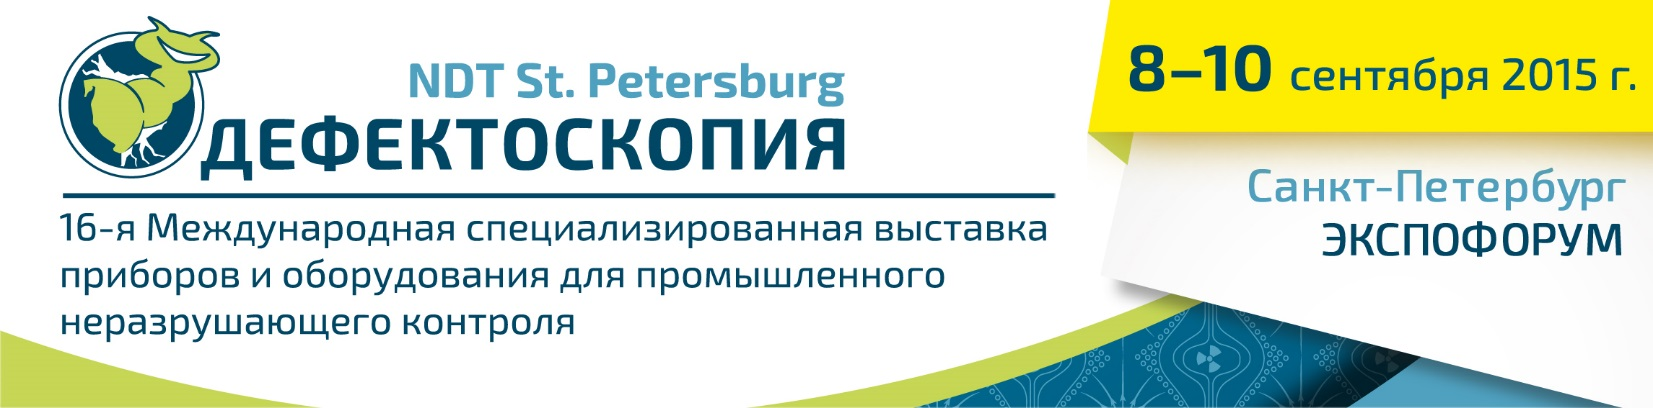 NDT St. Petersburg
ДЕФЕКТОСКОПИЯ
16-я Международная специализированная выставка
приборов и оборудования для промышленного
неразрушающего контроля
8–10 сентября 2015 г.
Санкт-Петербург
ЭКСПОФОРУМ